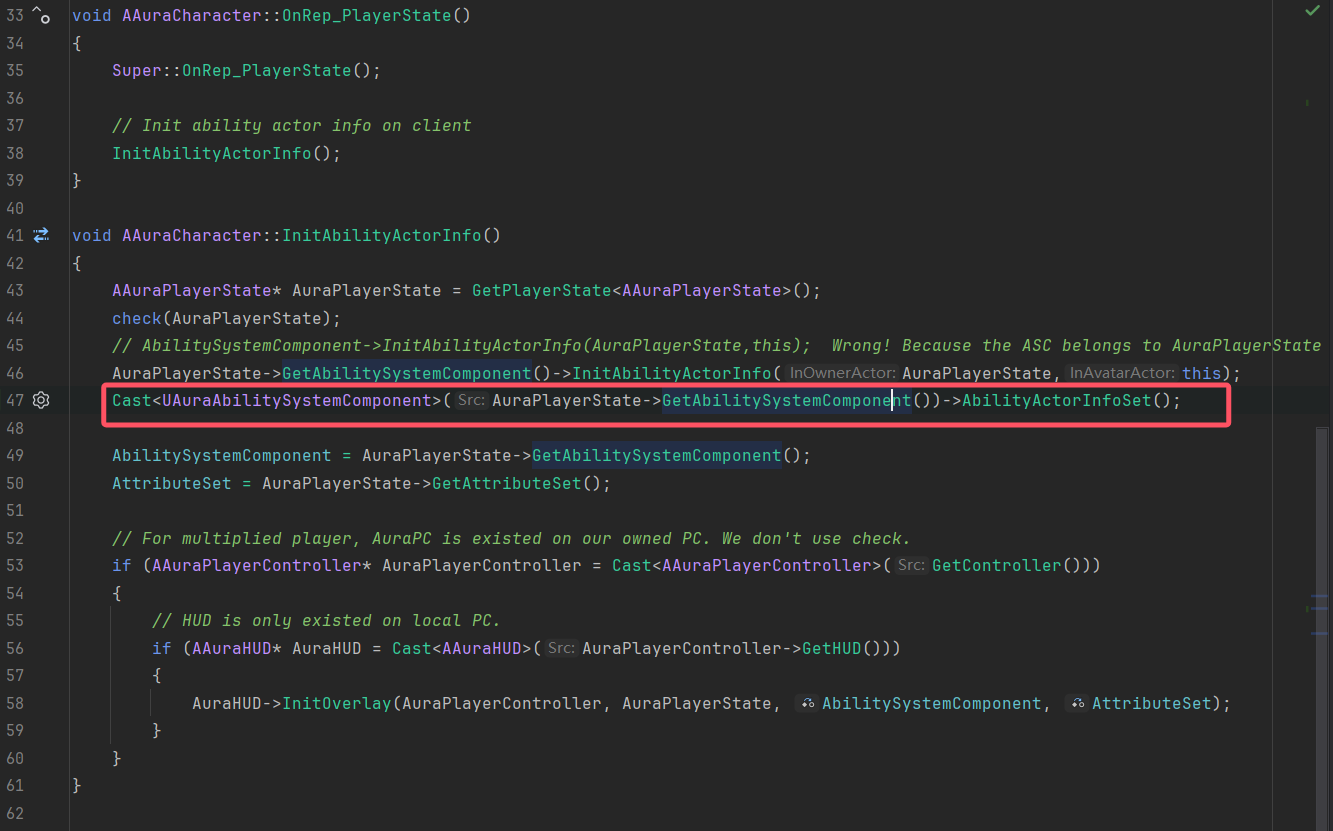 33 void AAuraCharacter::OnRep_PlayerState()
34 {
35 Super::OnRep_PlayerState();
36
37 // Init ability actor info on client
38 InitAbilityActorInfo();
39 }
40
41 void AAuraCharacter::InitAbilityActorInfo()
42 {
43 AAuraPlayerState* AuraPlayerState = GetPlayerState<AAuraPlayerState>();
44 check(AuraPlayerState);
45 // AbilitySystemComponent->InitAbilityActorInfo(AuraPlayerState,this);  Wrong! Because the ASC belongs to AuraPlayerState
46 AuraPlayerState->GetAbilitySystemComponent()->InitAbilityActorInfo( InOwnerActor: AuraPlayerState, InAvatarActor: this);
47 Cast<UAuraAbilitySystemComponent>( Src: AuraPlayerState->GetAbilitySystemComponent())->AbilityActorInfoSet();
48
49 AbilitySystemComponent = AuraPlayerState->GetAbilitySystemComponent();
50 AttributeSet = AuraPlayerState->GetAttributeSet();
51
52 // For multiplied player, AuraPC is existed on our owned PC. We don't use check.
53 if (AAuraPlayerController* AuraPlayerController = Cast<AAuraPlayerController>( Src: GetController()))
54 {
55 // HUD is only existed on local PC.
56 if (AAuraHUD* AuraHUD = Cast<AAuraHUD>( Src: AuraPlayerController->GetHUD()))
57 {
58 AuraHUD->InitOverlay(AuraPlayerController, AuraPlayerState, AbilitySystemComponent, AttributeSet);
59 }
60 }
61 }
62